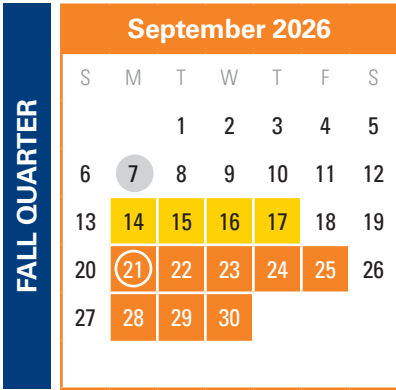 FALL QUARTER
September 2026
S M T W T F S
1 2 3 4 5
6 7 8 9 10 11 12
13 14 15 16 17 18 19
20 21 22 23 24 25 26
27 28 29 30